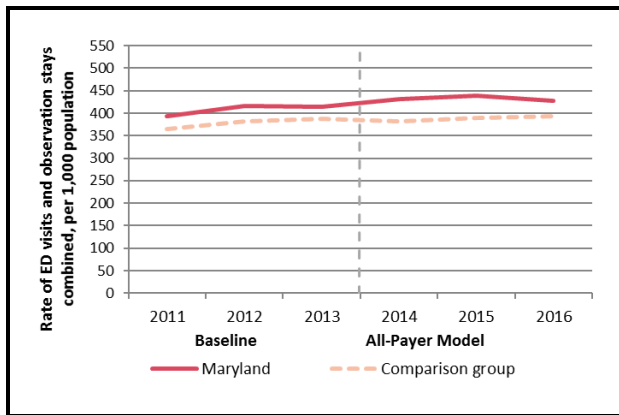 Rate of ED visits and observation stays
combined, per 1,000 population
550
500
450
400
350
300
250
200
150
100
50
0
2011 2012 2013 2014 2015 2016
Baseline All-Payer Model
Maryland Comparison group